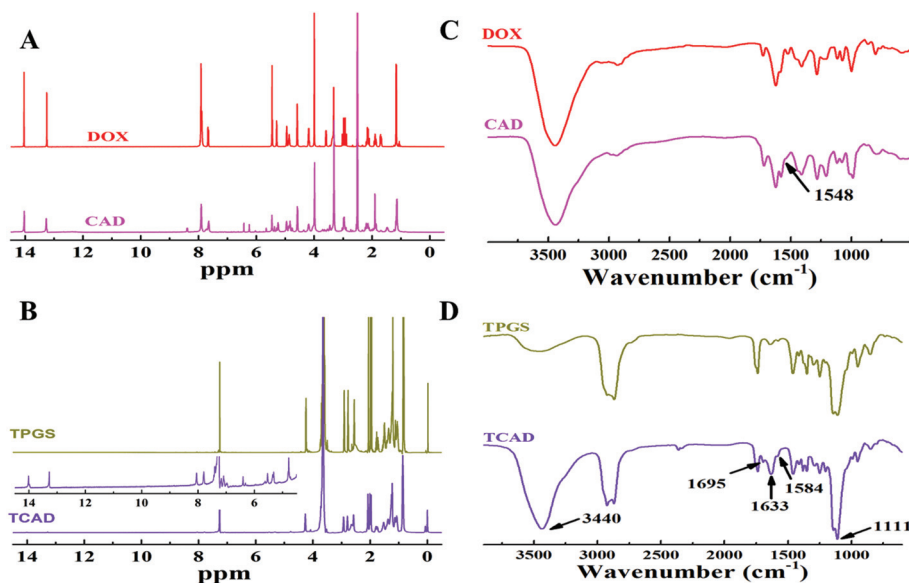 A
DOX
CAD
14 12 10 8 6 4 2 0
ppm
B
TPGS
TCAD
14 12 10 8 6
14 12 10 8 6 4 2 0
ppm
C
DOX
CAD
1548
3500 3000 2500 2000 1500 1000
Wavenumber (cm-1)
D
TPGS
TCAD
1695
1633
1584
3440
1111
3500 3000 2500 2000 1500 1000
Wavenumber (cm-1)